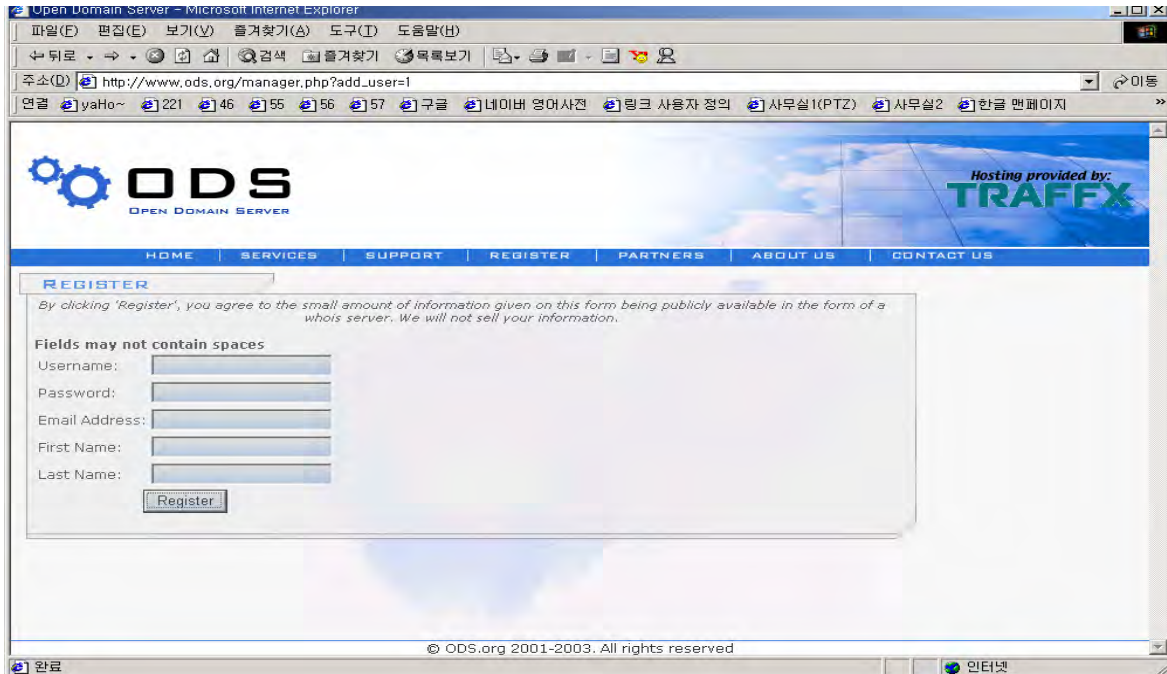 Open Domain Server - Microsoft Internet Explorer
파일(F) 편집(E) 보기(V) 즐겨찾기(A) 도구(T) 도움말(H)
뒤로 검색 즐겨찾기 목록보기
주소(D) http://www.ods.org/manager.php?add_user=1 이동
연결 yaHo~ 221 46 55 56 57 구글 네이버 영어사전 링크 사용자 정의 사무실1(PTZ) 사무실2 한글 맨페이지 »
ODS
OPEN DOMAIN SERVER
Hosting provided by:
TRAFFX
HOME | SERVICES | SUPPORT | REGISTER | PARTNERS | ABOUT US | CONTACT US
REGISTER
By clicking 'Register', you agree to the small amount of information given on this form being publicly available in the form of a
whois server. We will not sell your information.
Fields may not contain spaces
Username:
Password:
Email Address:
First Name:
Last Name:
Register
© ODS.org 2001-2003. All rights reserved
완료 인터넷